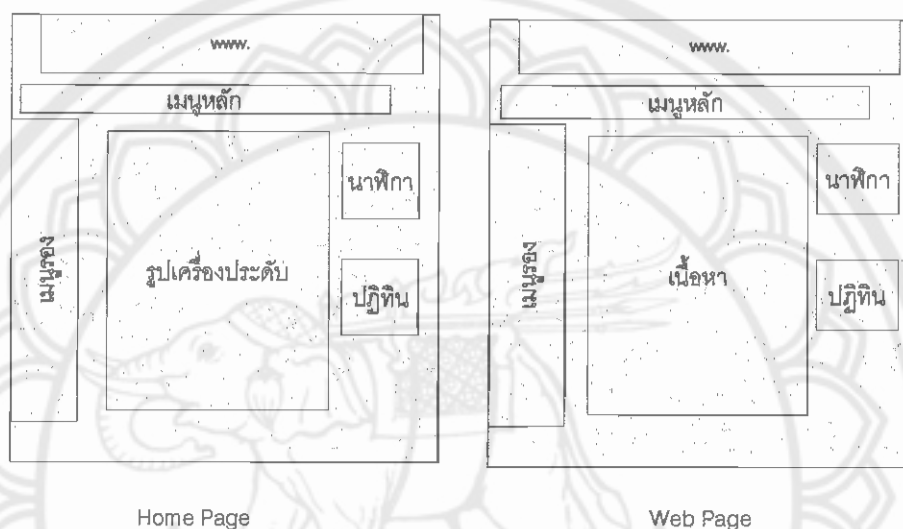 www.
เมนูหลัก
นาฬิกา
เมนูรอง
รูปเครื่องประดับ
ปฏิทิน
Home Page
www.
เมนูหลัก
นาฬิกา
เมนูรอง
เนื้อหา
ปฏิทิน
Web Page